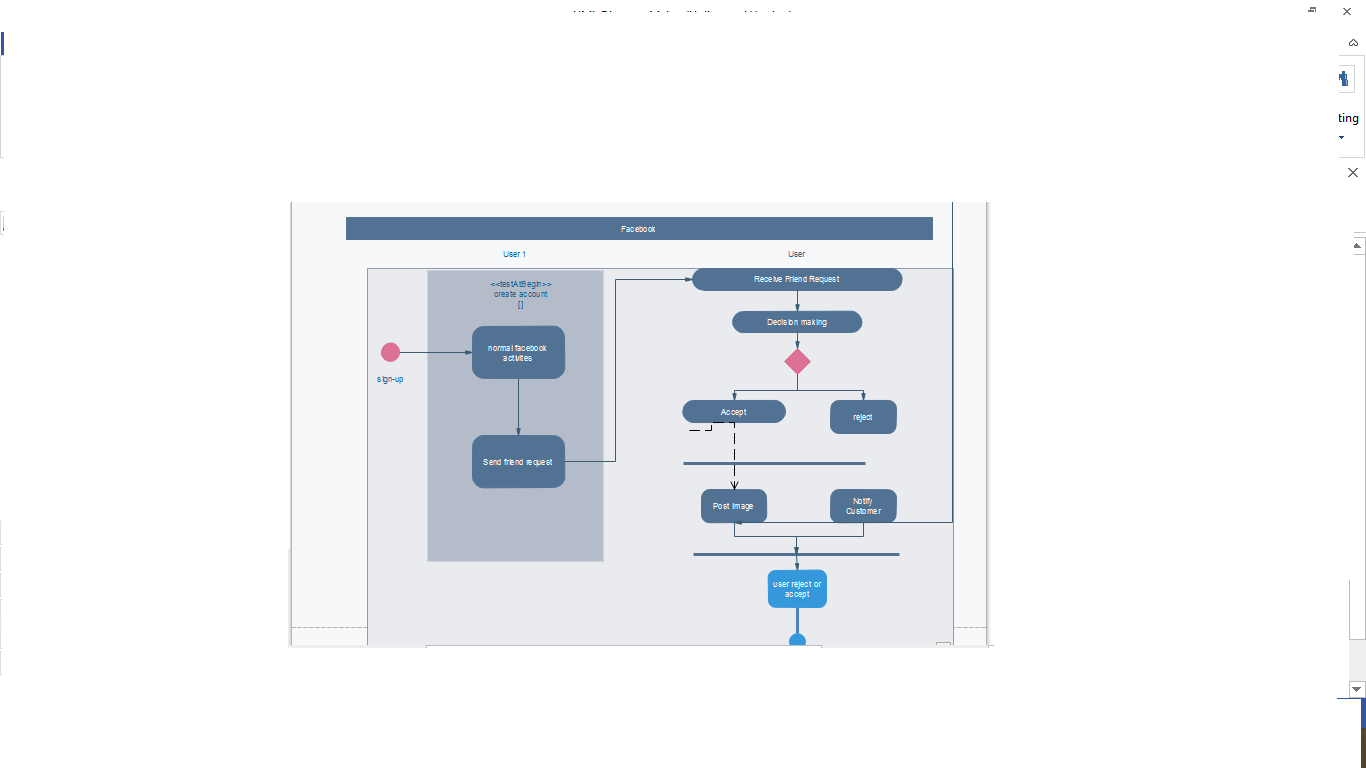 ting
Facebook
User 1
User
<<testAtBegin>>
create account
[]
Receive Friend Request
Decision making
normal facebook
activites
sign-up
Accept
reject
Send friend request
Post Image
Notify
Customer
user reject or
accept